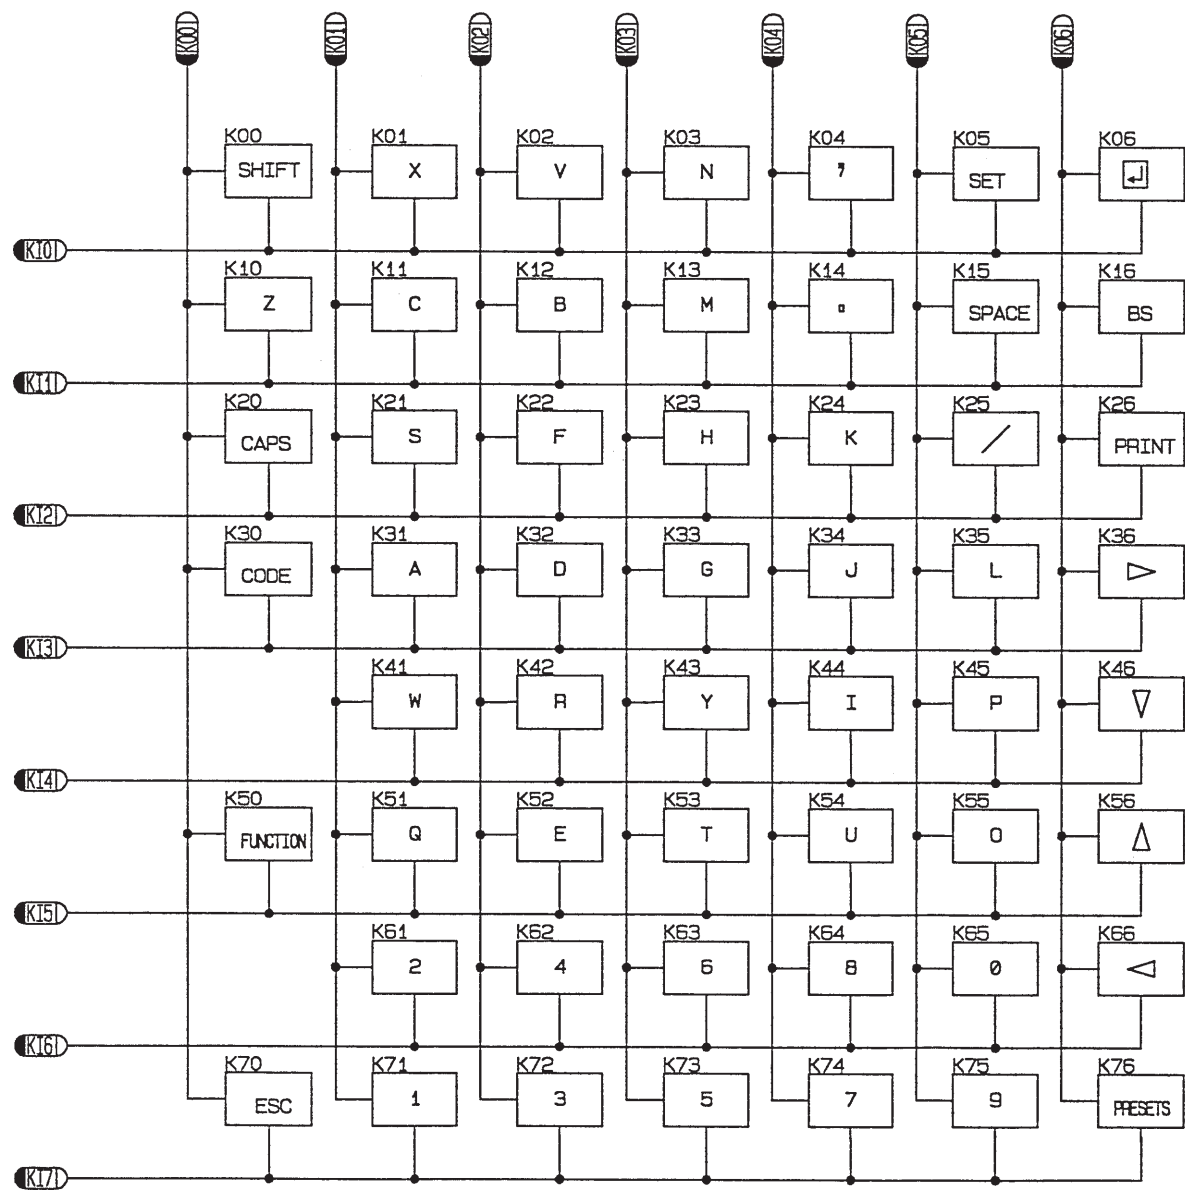 KO0 KO1 KO2 KO3 KO4 KO5 KO6
K00 K01 K02 K03 K04 K05 K06
SHIFT X V N , SET ↵
KI0
K10 K11 K12 K13 K14 K15 K16
Z C B M . SPACE BS
KI1
K20 K21 K22 K23 K24 K25 K26
CAPS S F H K / PRINT
KI2
K30 K31 K32 K33 K34 K35 K36
CODE A D G J L ▷
KI3
K41 K42 K43 K44 K45 K46
W R Y I P ▽
KI4
K50 K51 K52 K53 K54 K55 K56
FUNCTION Q E T U O △
KI5
K61 K62 K63 K64 K65 K66
2 4 6 8 0 ◁
KI6
K70 K71 K72 K73 K74 K75 K76
ESC 1 3 5 7 9 PRESETS
KI7